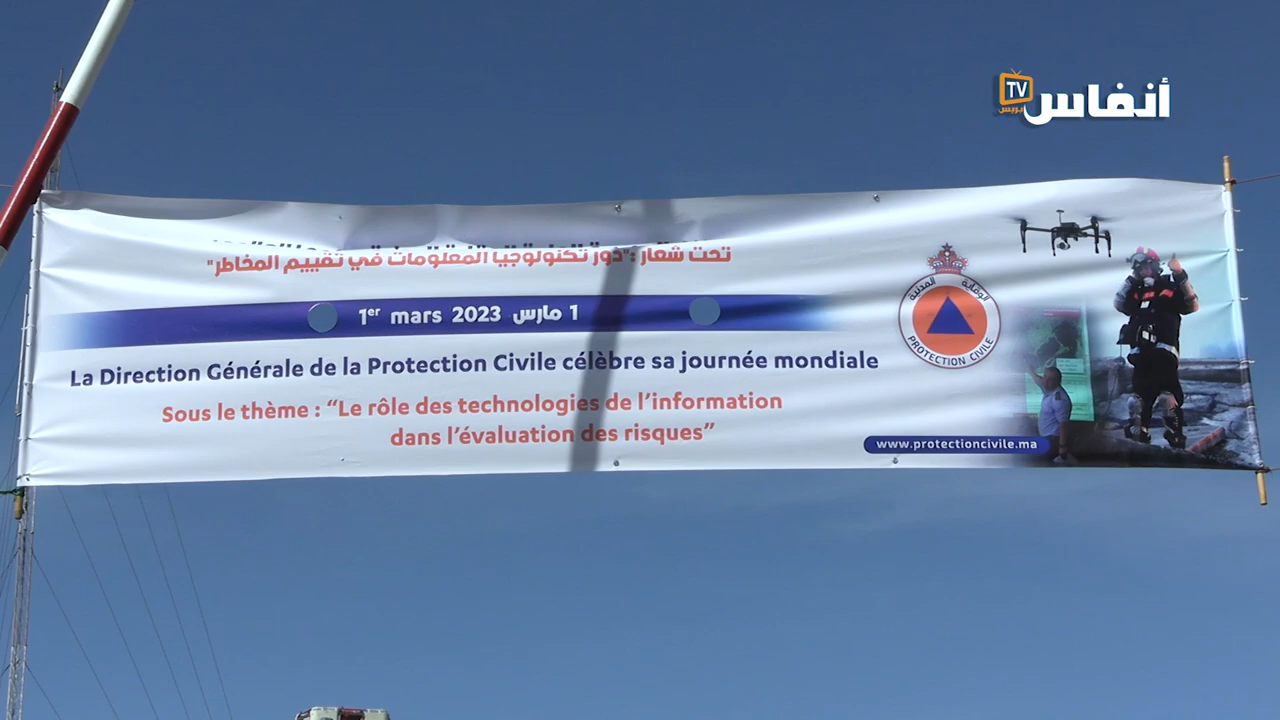 أنفاس
بريس
TV
تحت شعار :"دور تكنولوجيا المعلومات في تقييم المخاطر"
1er mars 2023 مارس 1
La Direction Générale de la Protection Civile célèbre sa journée mondiale
Sous le thème : “Le rôle des technologies de l’information
dans l’évaluation des risques”
الوقاية المدنية
PROTECTION CIVILE
www.protectioncivile.ma